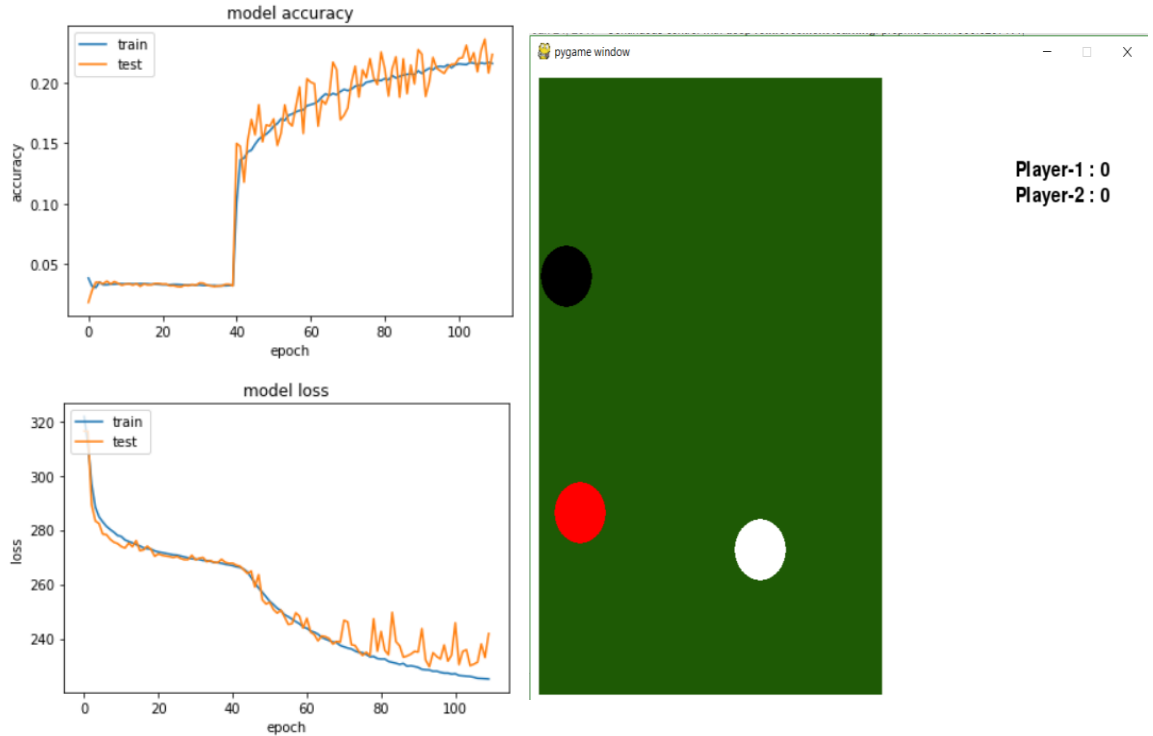 model accuracy
train
test
0.20
0.15
0.10
0.05
accuracy
0
20
40
60
80
100
epoch
model loss
train
test
320
300
280
260
240
loss
0
20
40
60
80
100
epoch
pygame window
Player-1 : 0
Player-2 : 0